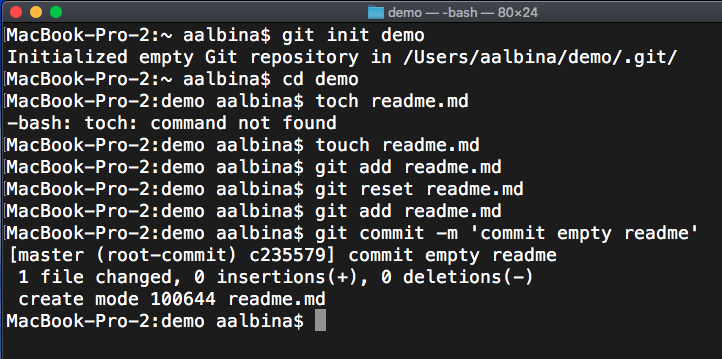 demo — -bash — 80×24
MacBook-Pro-2:~ aalbina$ git init demo
Initialized empty Git repository in /Users/aalbina/demo/.git/
MacBook-Pro-2:~ aalbina$ cd demo
MacBook-Pro-2:demo aalbina$ toch readme.md
-bash: toch: command not found
MacBook-Pro-2:demo aalbina$ touch readme.md
MacBook-Pro-2:demo aalbina$ git add readme.md
MacBook-Pro-2:demo aalbina$ git reset readme.md
MacBook-Pro-2:demo aalbina$ git add readme.md
MacBook-Pro-2:demo aalbina$ git commit -m 'commit empty readme'
[master (root-commit) c235579] commit empty readme
 1 file changed, 0 insertions(+), 0 deletions(-)
 create mode 100644 readme.md
MacBook-Pro-2:demo aalbina$